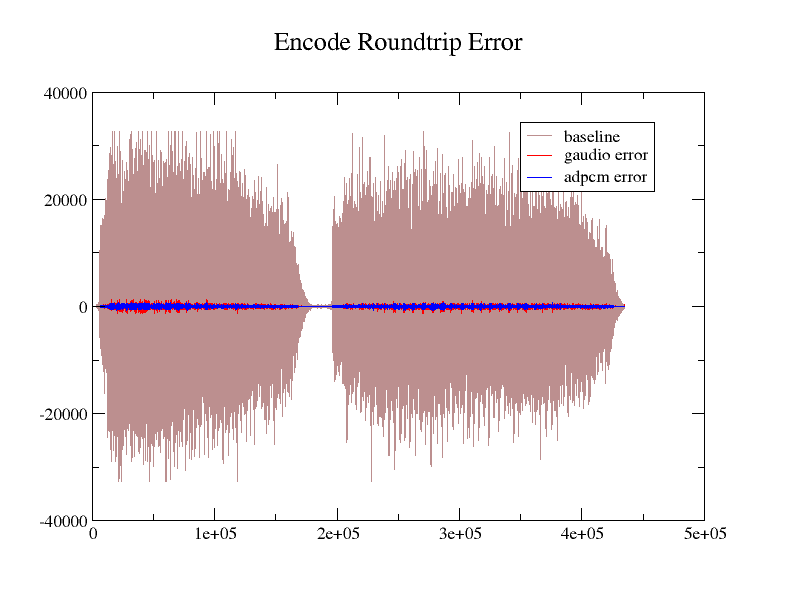 Encode Roundtrip Error
40000
20000
0
-20000
-40000
baseline
gaudio error
adpcm error
0
1e+05
2e+05
3e+05
4e+05
5e+05